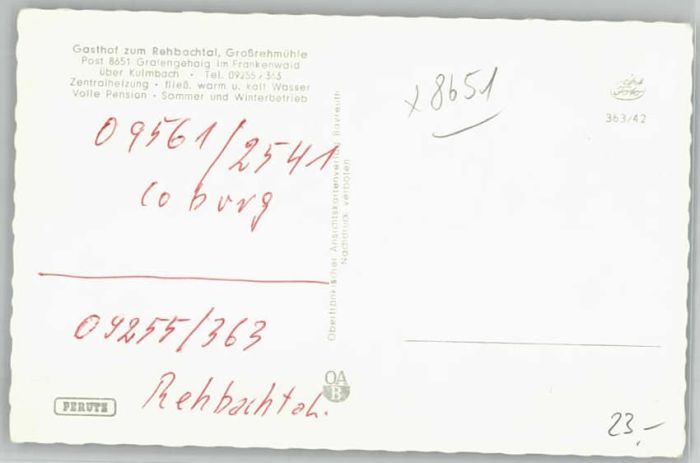 Gasthof zum Rehbachtal, Großrehmühle
Post 8651 Grafengehaig im Frankenwald
über Kulmbach · Tel. 09255/363
Zentralheizung · fließ. warm u. kalt Wasser
Volle Pension · Sommer und Winterbetrieb
09561/2541
Coburg
09255/363
Rehbachtal.
PERUTZ
Oberfränkischer Ansichtskartenverlag Bayreuth
Nachdruck verboten
OA
B
x 8651
363/42
23,-